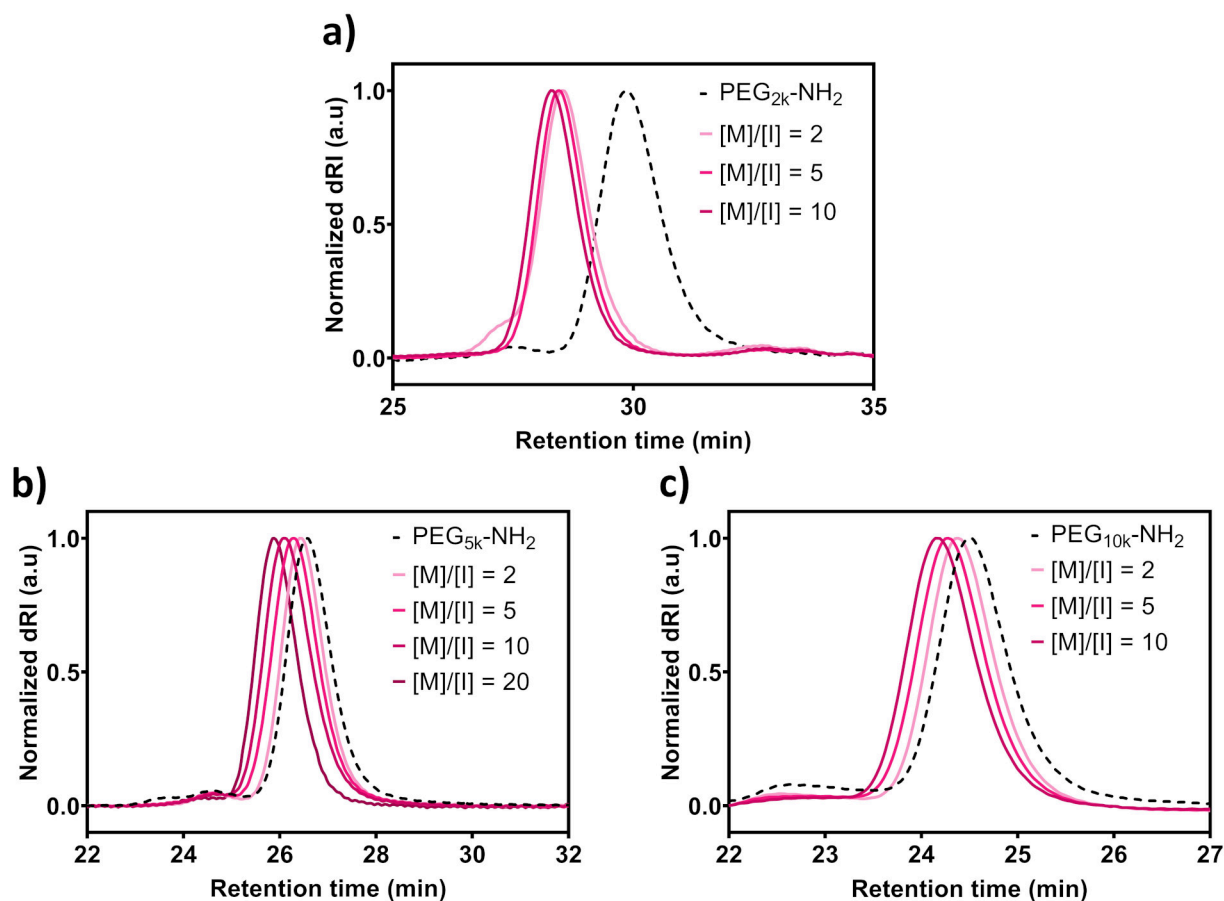 a)
Normalized dRI (a.u)
1.0
0.5
0.0
PEG2k-NH2
[M]/[I] = 2
[M]/[I] = 5
[M]/[I] = 10
25
30
35
Retention time (min)
b)
Normalized dRI (a.u)
1.0
0.5
0.0
PEG5k-NH2
[M]/[I] = 2
[M]/[I] = 5
[M]/[I] = 10
[M]/[I] = 20
22
24
26
28
30
32
Retention time (min)
c)
Normalized dRI (a.u)
1.0
0.5
0.0
PEG10k-NH2
[M]/[I] = 2
[M]/[I] = 5
[M]/[I] = 10
22
23
24
25
26
27
Retention time (min)